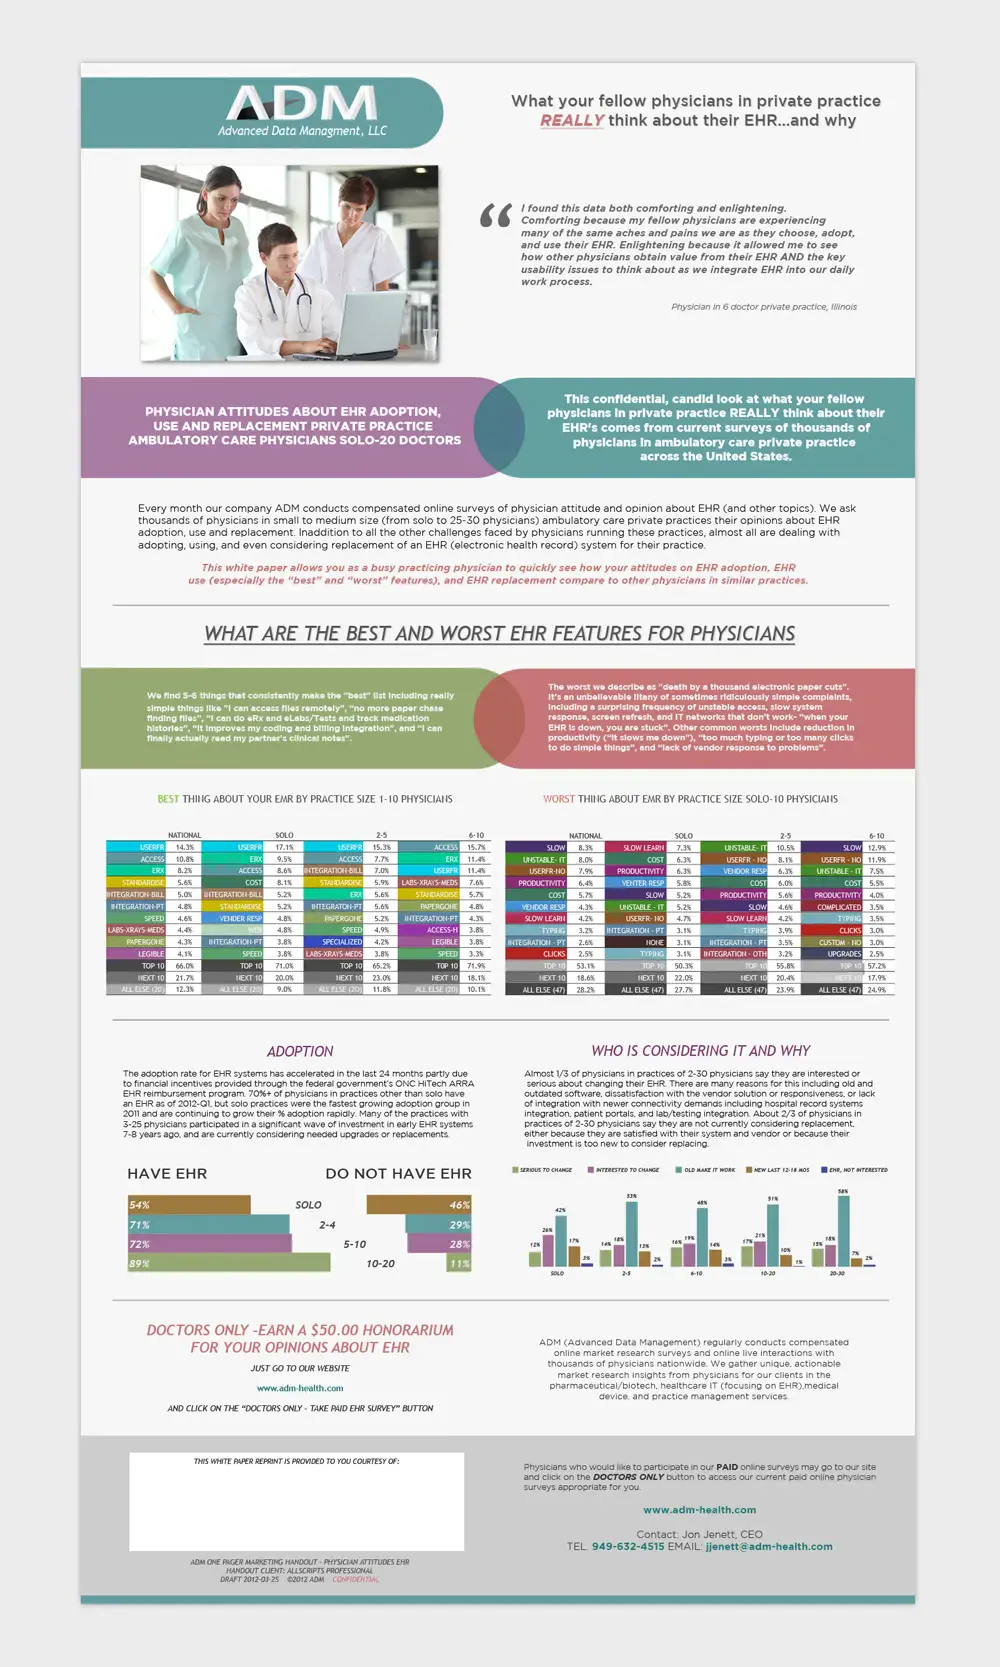 ADM
Advanced Data Managment, LLC
What your fellow physicians in private practice
REALLY think about their EHR...and why
“
I found this data both comforting and enlightening.
Comforting because my fellow physicians are experiencing
many of the same aches and pains we are as they choose, adopt,
and use their EHR. Enlightening because it allowed me to see
how other physicians obtain value from their EHR AND the key
usability issues to think about as we integrate EHR into our daily
work process.
Physician in 6 doctor private practice, Illinois
PHYSICIAN ATTITUDES ABOUT EHR ADOPTION,
USE AND REPLACEMENT PRIVATE PRACTICE
AMBULATORY CARE PHYSICIANS SOLO-20 DOCTORS
This confidential, candid look at what your fellow
physicians in private practice REALLY think about their
EHR's comes from current surveys of thousands of
physicians in ambulatory care private practice
across the United States.
Every month our company ADM conducts compensated online surveys of physician attitude and opinion about EHR (and other topics). We ask
thousands of physicians in small to medium size (from solo to 25-30 physicians) ambulatory care private practices their opinions about EHR
adoption, use and replacement. Inaddition to all the other challenges faced by physicians running these practices, almost all are dealing with
adopting, using, and even considering replacement of an EHR (electronic health record) system for their practice.
This white paper allows you as a busy practicing physician to quickly see how your attitudes on EHR adoption, EHR
use (especially the “best” and “worst” features), and EHR replacement compare to other physicians in similar practices.
WHAT ARE THE BEST AND WORST EHR FEATURES FOR PHYSICIANS
We find 5-6 things that consistently make the "best" list including really
simple things like "I can access files remotely", “no more paper chase
finding files”, “I can do eRx and eLabs/Tests and track medication
histories”, “it improves my coding and billing integration”, and “I can
finally actually read my partner’s clinical notes”.
The worst we describe as "death by a thousand electronic paper cuts".
It’s an unbelievable litany of sometimes ridiculously simple complaints,
including a surprising frequency of unstable access, slow system
response, screen refresh, and IT networks that don’t work- “when your
EHR is down, you are stuck”. Other common worsts include reduction in
productivity (“it slows me down”), “too much typing or too many clicks
to do simple things”, and “lack of vendor response to problems”.
BEST THING ABOUT YOUR EMR BY PRACTICE SIZE 1-10 PHYSICIANS
NATIONAL SOLO 2-5 6-10
USERFR 14.3% USERFR 17.1% USERFR 15.3% ACCESS 15.7%
ACCESS 10.8% ERX 9.5% ACCESS 7.7% ERX 11.4%
ERX 8.2% ACCESS 8.6% INTEGRATION-BILL 7.0% USERFR 11.4%
STANDARDISE 5.6% COST 8.1% STANDARDISE 5.9% LABS-XRAYS-MEDS 7.6%
INTEGRATION-BILL 5.0% INTEGRATION-BILL 5.2% ERX 5.6% STANDARDISE 5.7%
INTEGRATION-PT 4.8% STANDARDISE 5.2% INTEGRATION-PT 5.6% PAPERGONE 4.8%
SPEED 4.6% VENDER RESP 4.8% PAPERGONE 5.2% INTEGRATION-PT 4.3%
LABS-XRAYS-MEDS 4.4% WEB 4.8% SPEED 4.9% ACCESS-H 3.8%
PAPERGONE 4.3% INTEGRATION-PT 3.8% SPECIALIZED 4.2% LEGIBLE 3.8%
LEGIBLE 4.1% SPEED 3.8% LABS-XRAYS-MEDS 3.8% SPEED 3.3%
TOP 10 66.0% TOP 10 71.0% TOP 10 65.2% TOP 10 71.9%
NEXT 10 21.7% NEXT 10 20.0% NEXT 10 23.0% NEXT 10 18.1%
ALL ELSE (20) 12.3% ALL ELSE (20) 9.0% ALL ELSE (20) 11.8% ALL ELSE (20) 10.1%
WORST THING ABOUT EMR BY PRACTICE SIZE SOLO-10 PHYSICIANS
NATIONAL SOLO 2-5 6-10
SLOW 8.3% SLOW LEARN 7.3% UNSTABLE- IT 10.5% SLOW 12.9%
UNSTABLE- IT 8.0% COST 6.3% USERFR - NO 8.1% USERFR - NO 11.9%
USERFR-NO 7.9% PRODUCTIVITY 6.3% VENDOR RESP 6.3% UNSTABLE - IT 7.5%
PRODUCTIVITY 6.4% VENTER RESP 5.8% COST 6.0% COST 5.5%
COST 5.7% SLOW 5.2% PRODUCTIVITY 5.6% PRODUCTIVITY 4.0%
VENDOR RESP 4.3% UNSTABLE - IT 5.2% SLOW 4.6% COMPLICATED 3.5%
SLOW LEARN 4.2% USERFR- NO 4.7% SLOW LEARN 4.2% TYPING 3.5%
TYPING 3.2% INTEGRATION - PT 3.1% TYPING 3.9% CLICKS 3.0%
INTEGRATION - PT 2.6% NONE 3.1% INTEGRATION - PT 3.5% CUSTOM - NO 3.0%
CLICKS 2.5% TYPING 3.1% INTEGRATION - OTH 3.2% UPGRADES 2.5%
TOP 10 53.1% TOP 10 50.3% TOP 10 55.8% TOP 10 57.2%
NEXT 10 18.6% NEXT 10 22.0% NEXT 10 20.4% NEXT 10 17.9%
ALL ELSE (47) 28.2% ALL ELSE (47) 27.7% ALL ELSE (47) 23.9% ALL ELSE (47) 24.9%
ADOPTION
The adoption rate for EHR systems has accelerated in the last 24 months partly due
to financial incentives provided through the federal government’s ONC HiTech ARRA
EHR reimbursement program. 70%+ of physicians in practices other than solo have
an EHR as of 2012-Q1, but solo practices were the fastest growing adoption group in
2011 and are continuing to grow their % adoption rapidly. Many of the practices with
3-25 physicians participated in a significant wave of investment in early EHR systems
7-8 years ago, and are currently considering needed upgrades or replacements.
HAVE EHR DO NOT HAVE EHR
54% SOLO 46%
71% 2-4 29%
72% 5-10 28%
89% 10-20 11%
WHO IS CONSIDERING IT AND WHY
Almost 1/3 of physicians in practices of 2-30 physicians say they are interested or
serious about changing their EHR. There are many reasons for this including old and
outdated software, dissatisfaction with the vendor solution or responsiveness, or lack
of integration with newer connectivity demands including hospital record systems
integration, patient portals, and lab/testing integration. About 2/3 of physicians in
practices of 2-30 physicians say they are not currently considering replacement,
either because they are satisfied with their system and vendor or because their
investment is too new to consider replacing.
SERIOUS TO CHANGE INTERESTED TO CHANGE OLD MAKE IT WORK NEW LAST 12-18 MOS EHR, NOT INTERESTED
12% 26% 42% 17% 3%
14% 18% 53% 13% 2%
16% 19% 48% 14% 3%
17% 21% 51% 10% 1%
15% 18% 58% 7% 2%
SOLO 2-5 6-10 10-20 20-30
DOCTORS ONLY –EARN A $50.00 HONORARIUM
FOR YOUR OPINIONS ABOUT EHR
JUST GO TO OUR WEBSITE
www.adm-health.com
AND CLICK ON THE “DOCTORS ONLY - TAKE PAID EHR SURVEY” BUTTON
ADM (Advanced Data Management) regularly conducts compensated
online market research surveys and online live interactions with
thousands of physicians nationwide. We gather unique, actionable
market research insights from physicians for our clients in the
pharmaceutical/biotech, healthcare IT (focusing on EHR),medical
device, and practice management services.
THIS WHITE PAPER REPRINT IS PROVIDED TO YOU COURTESY OF:
ADM ONE PAGER MARKETING HANDOUT - PHYSICIAN ATTITUDES EHR
HANDOUT CLIENT: ALLSCRIPTS PROFESSIONAL
DRAFT 2012-03-25 ©2012 ADM CONFIDENTIAL
Physicians who would like to participate in our PAID online surveys may go to our site
and click on the DOCTORS ONLY button to access our current paid online physician
surveys appropriate for you.
www.adm-health.com
Contact: Jon Jenett, CEO
TEL. 949-632-4515 EMAIL: jjenett@adm-health.com